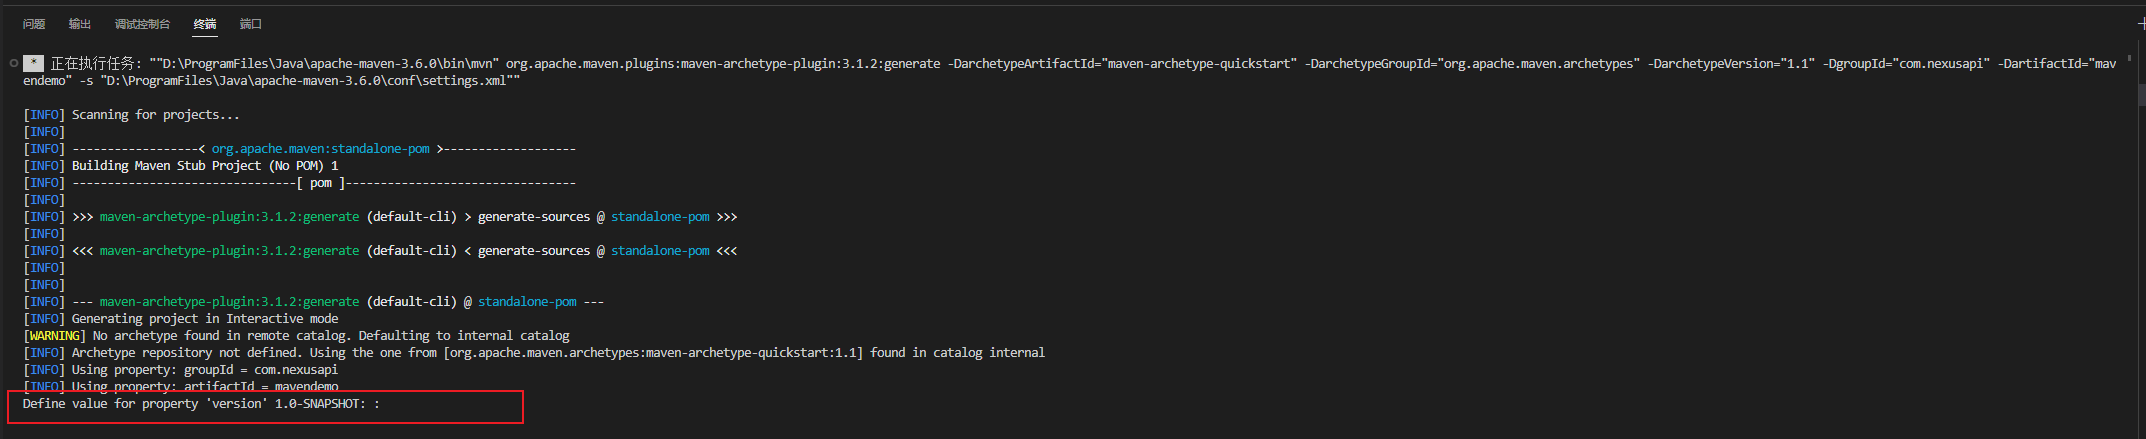 问题 输出 调试控制台 终端 端口
* 正在执行任务: ""D:\ProgramFiles\Java\apache-maven-3.6.0\bin\mvn" org.apache.maven.plugins:maven-archetype-plugin:3.1.2:generate -DarchetypeArtifactId="maven-archetype-quickstart" -DarchetypeGroupId="org.apache.maven.archetypes" -DarchetypeVersion="1.1" -DgroupId="com.nexusapi" -DartifactId="mav
endemo" -s "D:\ProgramFiles\Java\apache-maven-3.6.0\conf\settings.xml""
[INFO] Scanning for projects...
[INFO]
[INFO] ------------------< org.apache.maven:standalone-pom >-------------------
[INFO] Building Maven Stub Project (No POM) 1
[INFO] --------------------------------[ pom ]---------------------------------
[INFO]
[INFO] >>> maven-archetype-plugin:3.1.2:generate (default-cli) > generate-sources @ standalone-pom >>>
[INFO]
[INFO] <<< maven-archetype-plugin:3.1.2:generate (default-cli) < generate-sources @ standalone-pom <<<
[INFO]
[INFO]
[INFO] --- maven-archetype-plugin:3.1.2:generate (default-cli) @ standalone-pom ---
[INFO] Generating project in Interactive mode
[WARNING] No archetype found in remote catalog. Defaulting to internal catalog
[INFO] Archetype repository not defined. Using the one from [org.apache.maven.archetypes:maven-archetype-quickstart:1.1] found in catalog internal
[INFO] Using property: groupId = com.nexusapi
[INFO] Using property: artifactId = mavendemo
Define value for property 'version' 1.0-SNAPSHOT: :